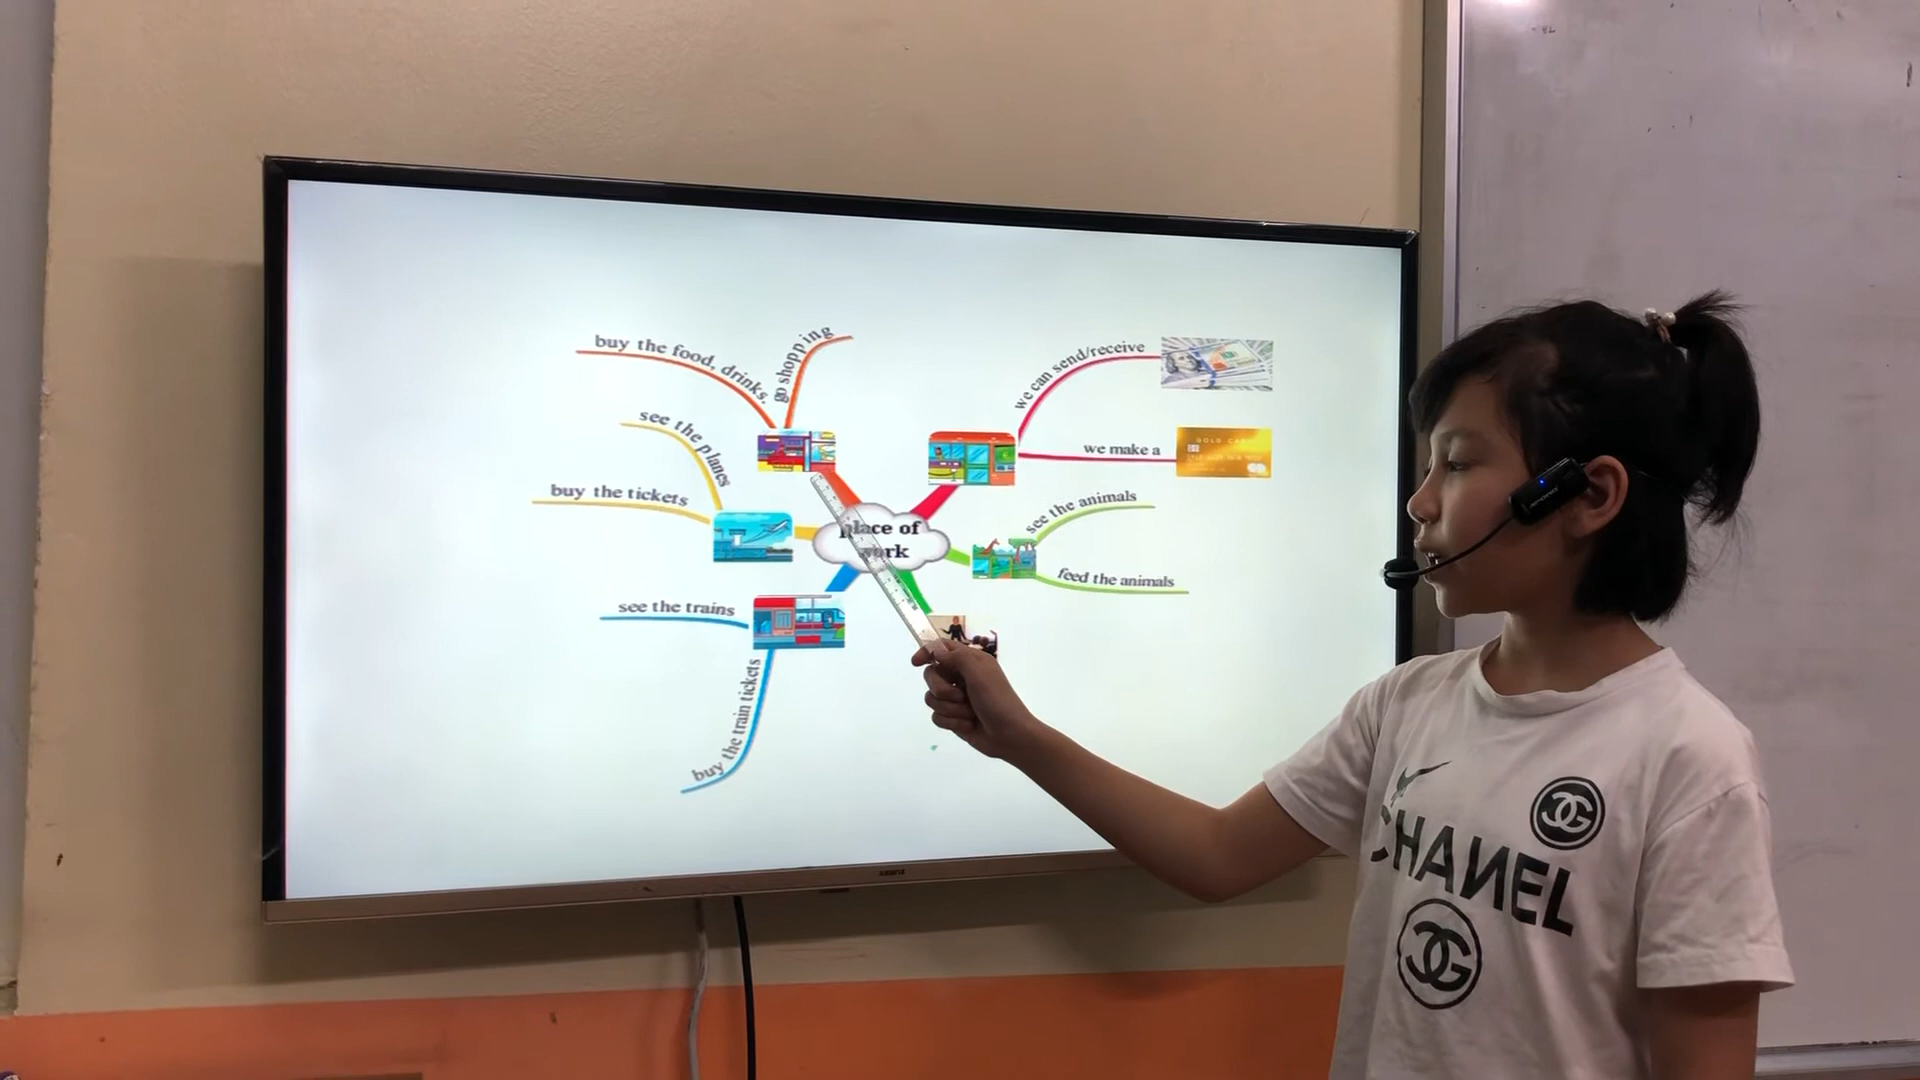 buy the food, drinks.
go shopping
we can send/receive
see the planes
we make a
GOLD CARD
buy the tickets
see the animals
place of
work
feed the animals
see the trains
buy the train tickets
CHANEL